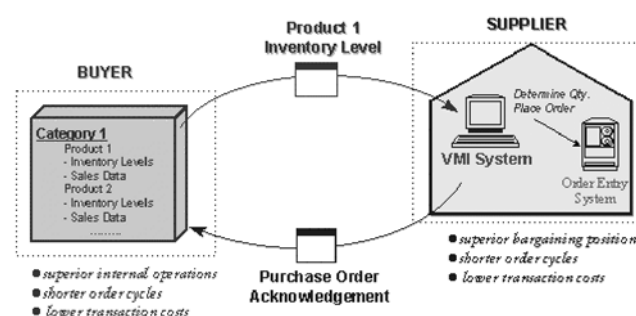 Product 1
Inventory Level
SUPPLIER
BUYER
Category 1
Product 1
- Inventory Levels
- Sales Data
Product 2
- Inventory Levels
- Sales Data
.........
Determine Qty.
Place Order
VMI System
Order Entry
System
Purchase Order
Acknowledgement
● superior internal operations
● shorter order cycles
● lower transaction costs
● superior bargaining position
● shorter order cycles
● lower transaction costs